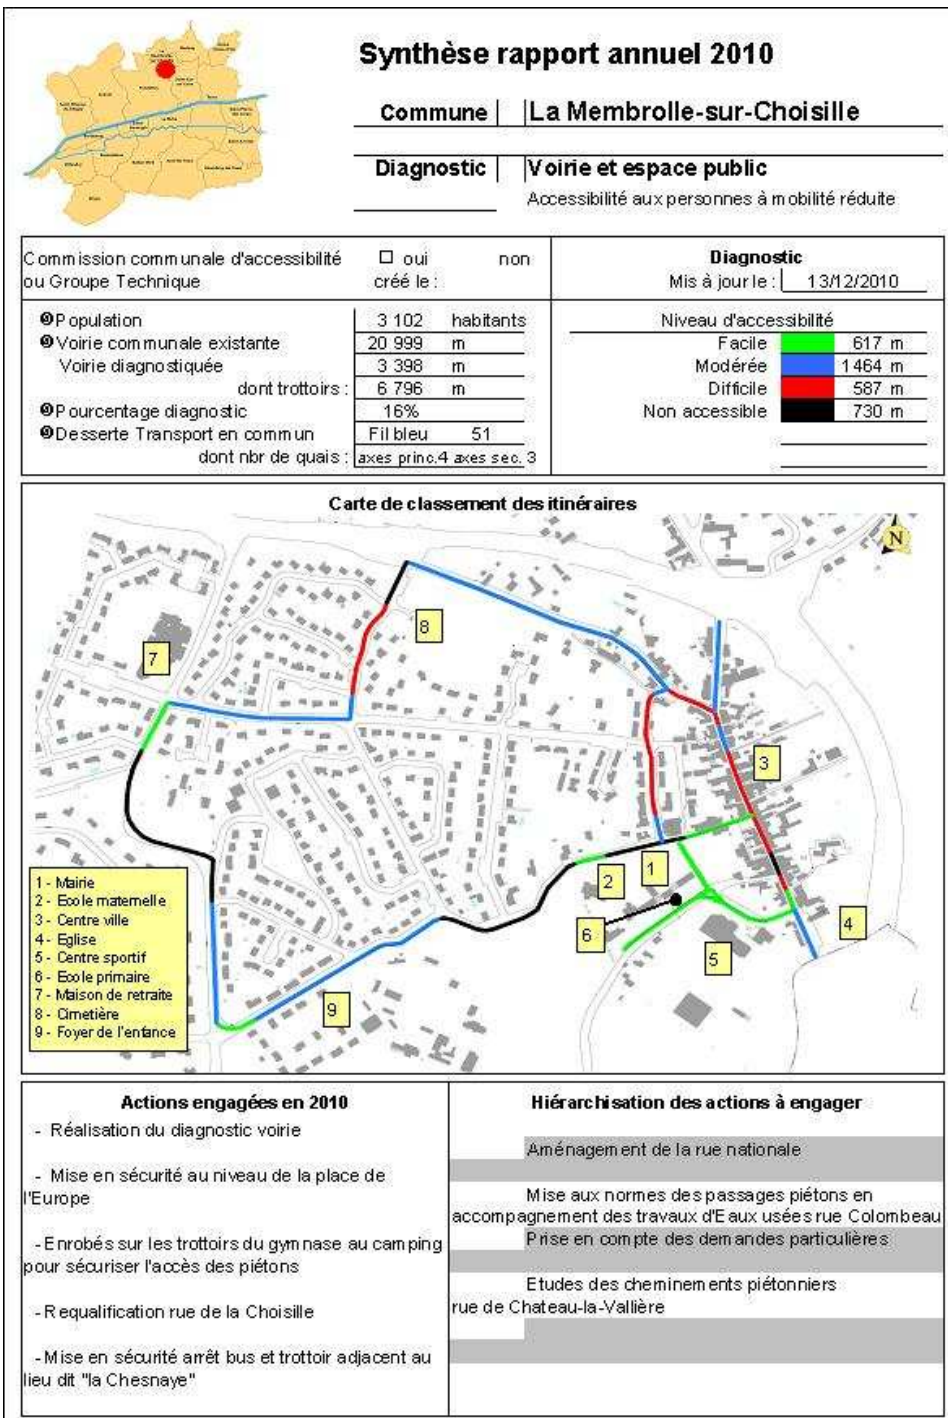 Synthèse rapport annuel 2010
Commune La Membrolle-sur-Choisille
Diagnostic Voirie et espace public
Accessibilité aux personnes à mobilité réduite
Commission communale d'accessibilité
ou Groupe Technique
oui non
créé le :
Diagnostic
Mis à jour le : 13/12/2010
Population 3 102 habitants
Voirie communale existante 20 999 m
Voirie diagnostiquée 3 398 m
dont trottoirs : 6 796 m
Pourcentage diagnostic 16%
Desserte Transport en commun Fil bleu 51
dont nbr de quais : axes princ.4 axes sec. 3
Niveau d'accessibilité
Facile 617 m
Modérée 1464 m
Difficile 587 m
Non accessible 730 m
Carte de classement des itinéraires
N
8
7
3
1
2
4
6
5
9
1 - Mairie
2 - Ecole maternelle
3 - Centre ville
4 - Eglise
5 - Centre sportif
6 - Ecole primaire
7 - Maison de retraite
8 - Cimetière
9 - Foyer de l'enfance
Actions engagées en 2010
- Réalisation du diagnostic voirie
- Mise en sécurité au niveau de la place de
l'Europe
- Enrobés sur les trottoirs du gymnase au camping
pour sécuriser l'accès des piétons
- Requalification rue de la Choisille
- Mise en sécurité arrêt bus et trottoir adjacent au
lieu dit "la Chesnaye"
Hiérarchisation des actions à engager
Aménagement de la rue nationale
Mise aux normes des passages piétons en
accompagnement des travaux d'Eaux usées rue Colombeau
Prise en compte des demandes particulières
Etudes des cheminements piétonniers
rue de Chateau-la-Vallière